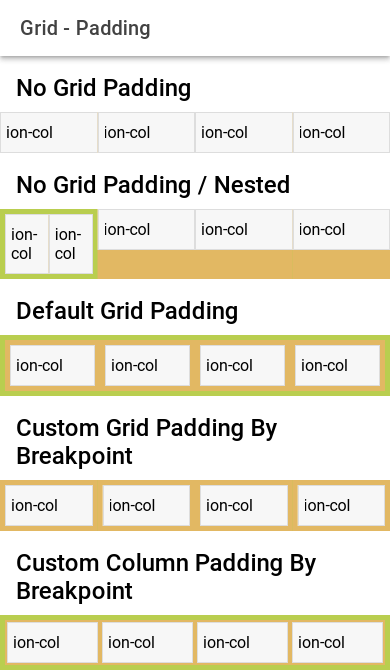 Grid - Padding
No Grid Padding
ion-col ion-col ion-col ion-col
No Grid Padding / Nested
ion- ion- ion-col ion-col ion-col
col col
Default Grid Padding
ion-col ion-col ion-col ion-col
Custom Grid Padding By
Breakpoint
ion-col ion-col ion-col ion-col
Custom Column Padding By
Breakpoint
ion-col ion-col ion-col ion-col